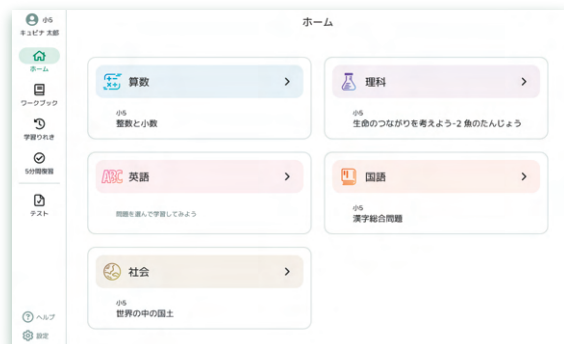 小5
キュビナ 太郎
ホーム
ワークブック
学習りれき
5分間復習
テスト
ヘルプ
設定
ホーム
算数
小5
整数と小数
理科
小5
生命のつながりを考えよう-2 魚のたんじょう
ABC 英語
問題を選んで学習してみよう
国語
小5
漢字総合問題
社会
小5
世界の中の国土